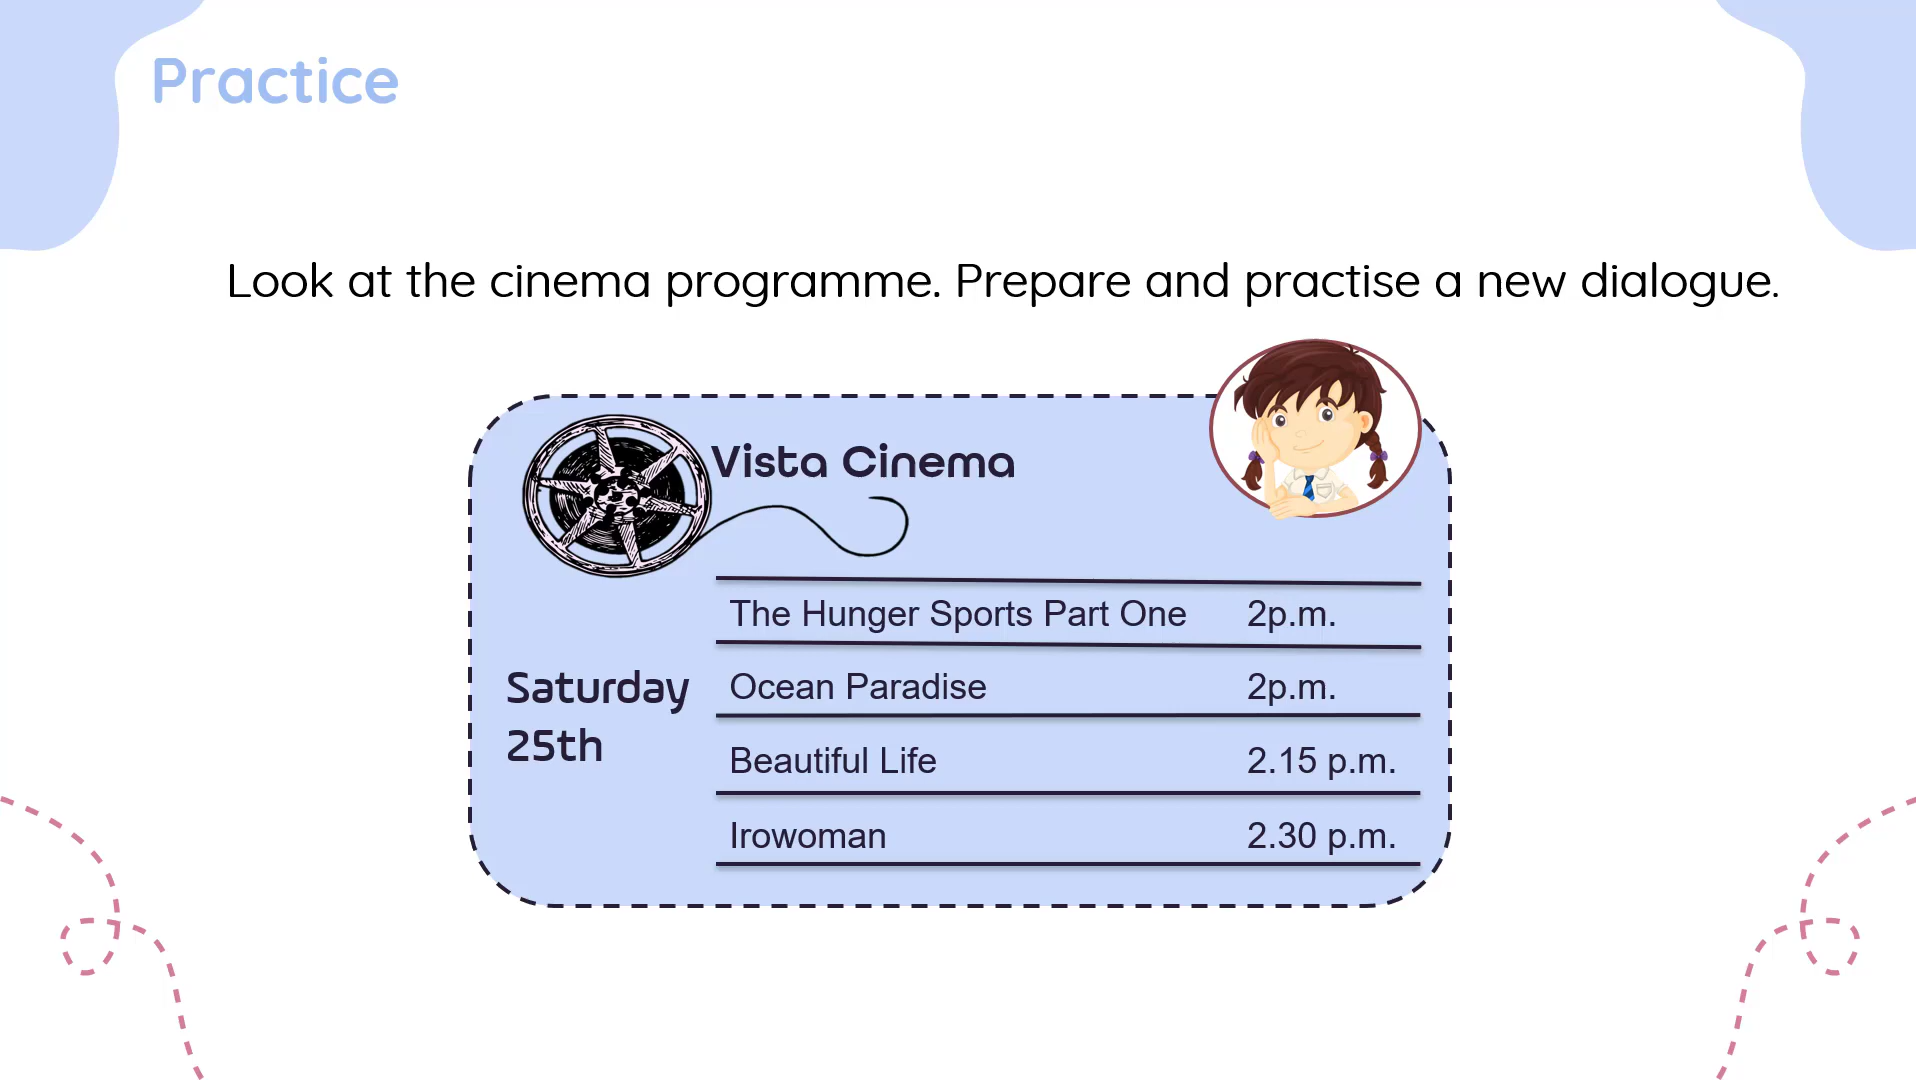 Practice
Look at the cinema programme. Prepare and practise a new dialogue.
Vista Cinema
The Hunger Sports Part One 2p.m.
Saturday 25th
Ocean Paradise 2p.m.
Beautiful Life 2.15 p.m.
Irowoman 2.30 p.m.